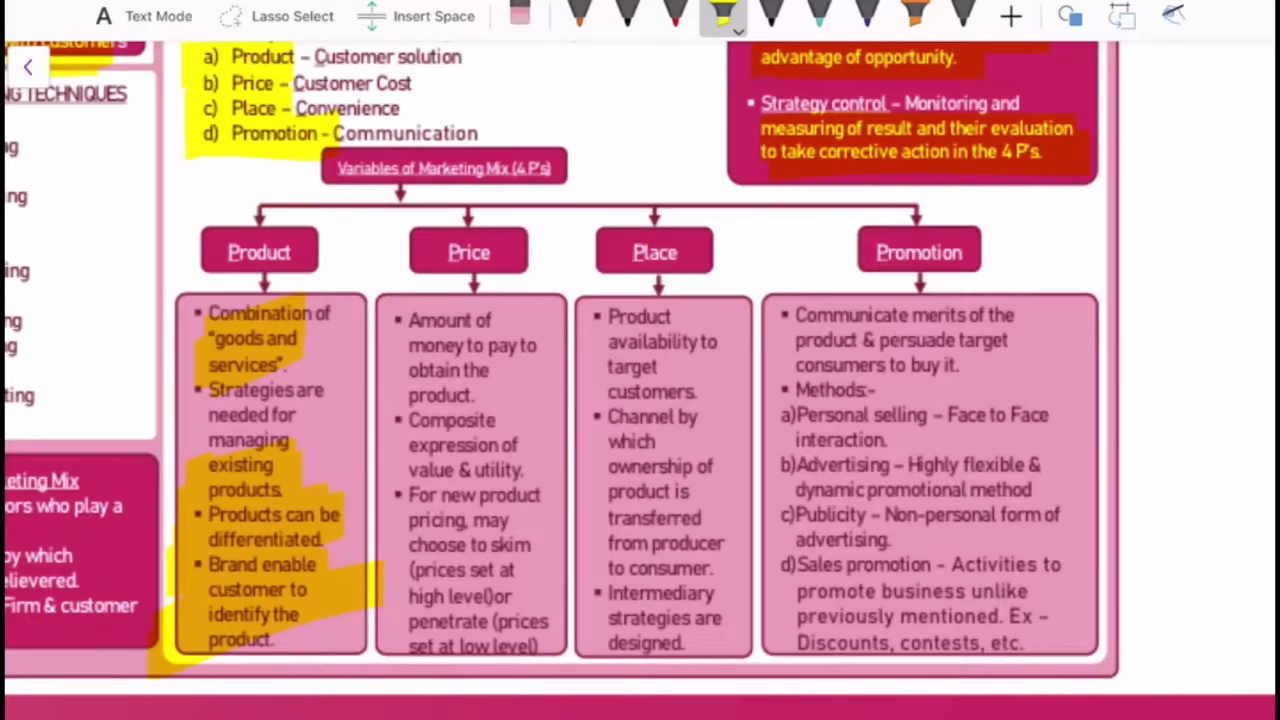 Text Mode
Lasso Select
Insert Space
customers
TECHNIQUES
a) Product – Customer solution
b) Price – Customer Cost
c) Place – Convenience
d) Promotion - Communication
advantage of opportunity.
▪ Strategy control – Monitoring and
measuring of result and their evaluation
to take corrective action in the 4 P's.
Variables of Marketing Mix (4 P's)
Product
▪ Combination of
"goods and
services".
▪ Strategies are
needed for
managing
existing
products.
▪ Products can be
differentiated.
▪ Brand enable
customer to
identify the
product.
Price
▪ Amount of
money to pay to
obtain the
product.
▪ Composite
expression of
value & utility.
▪ For new product
pricing, may
choose to skim
(prices set at
high level)or
penetrate (prices
set at low level)
Place
▪ Product
availability to
target
customers.
▪ Channel by
which
ownership of
product is
transferred
from producer
to consumer.
▪ Intermediary
strategies are
designed.
Promotion
▪ Communicate merits of the
product & persuade target
consumers to buy it.
▪ Methods:-
a)Personal selling – Face to Face
interaction.
b)Advertising – Highly flexible &
dynamic promotional method
c)Publicity – Non-personal form of
advertising.
d)Sales promotion – Activities to
promote business unlike
previously mentioned. Ex –
Discounts, contests, etc.
keting Mix
ors who play a
by which
elievered.
Firm & customer